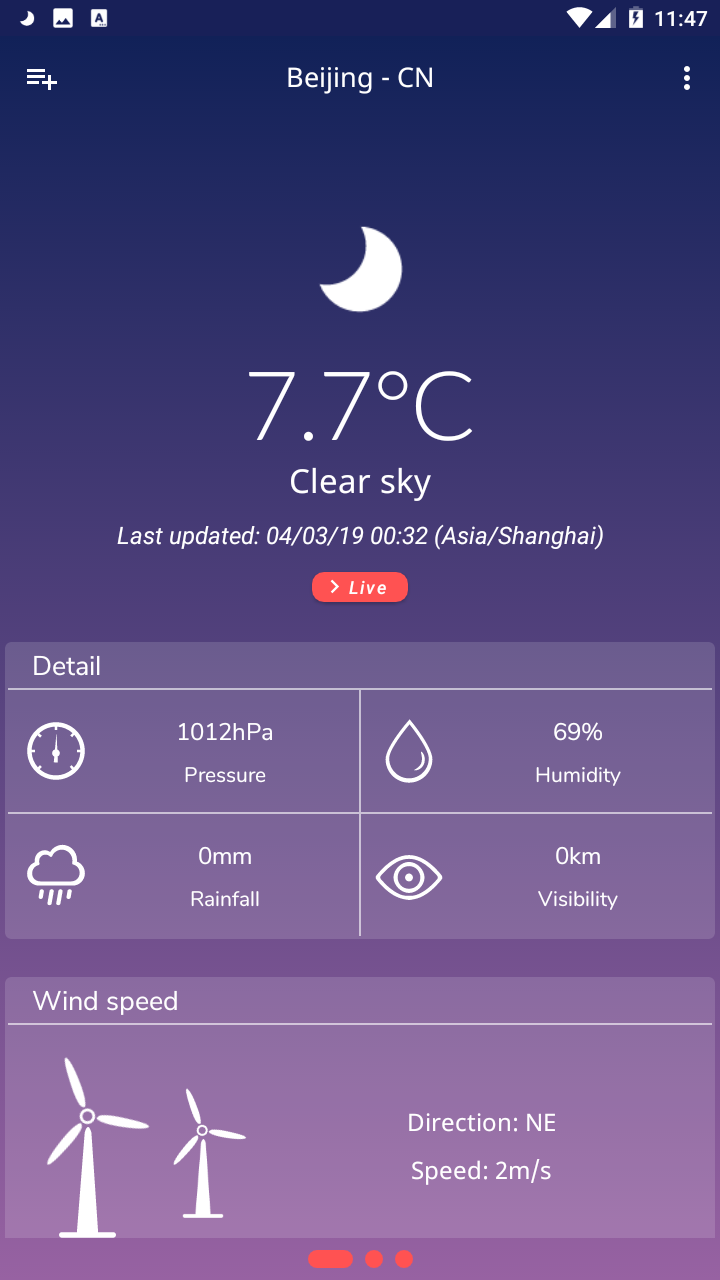 11:47
Beijing - CN
7.7°C
Clear sky
Last updated: 04/03/19 00:32 (Asia/Shanghai)
Live
Detail
1012hPa
Pressure
69%
Humidity
0mm
Rainfall
0km
Visibility
Wind speed
Direction: NE
Speed: 2m/s